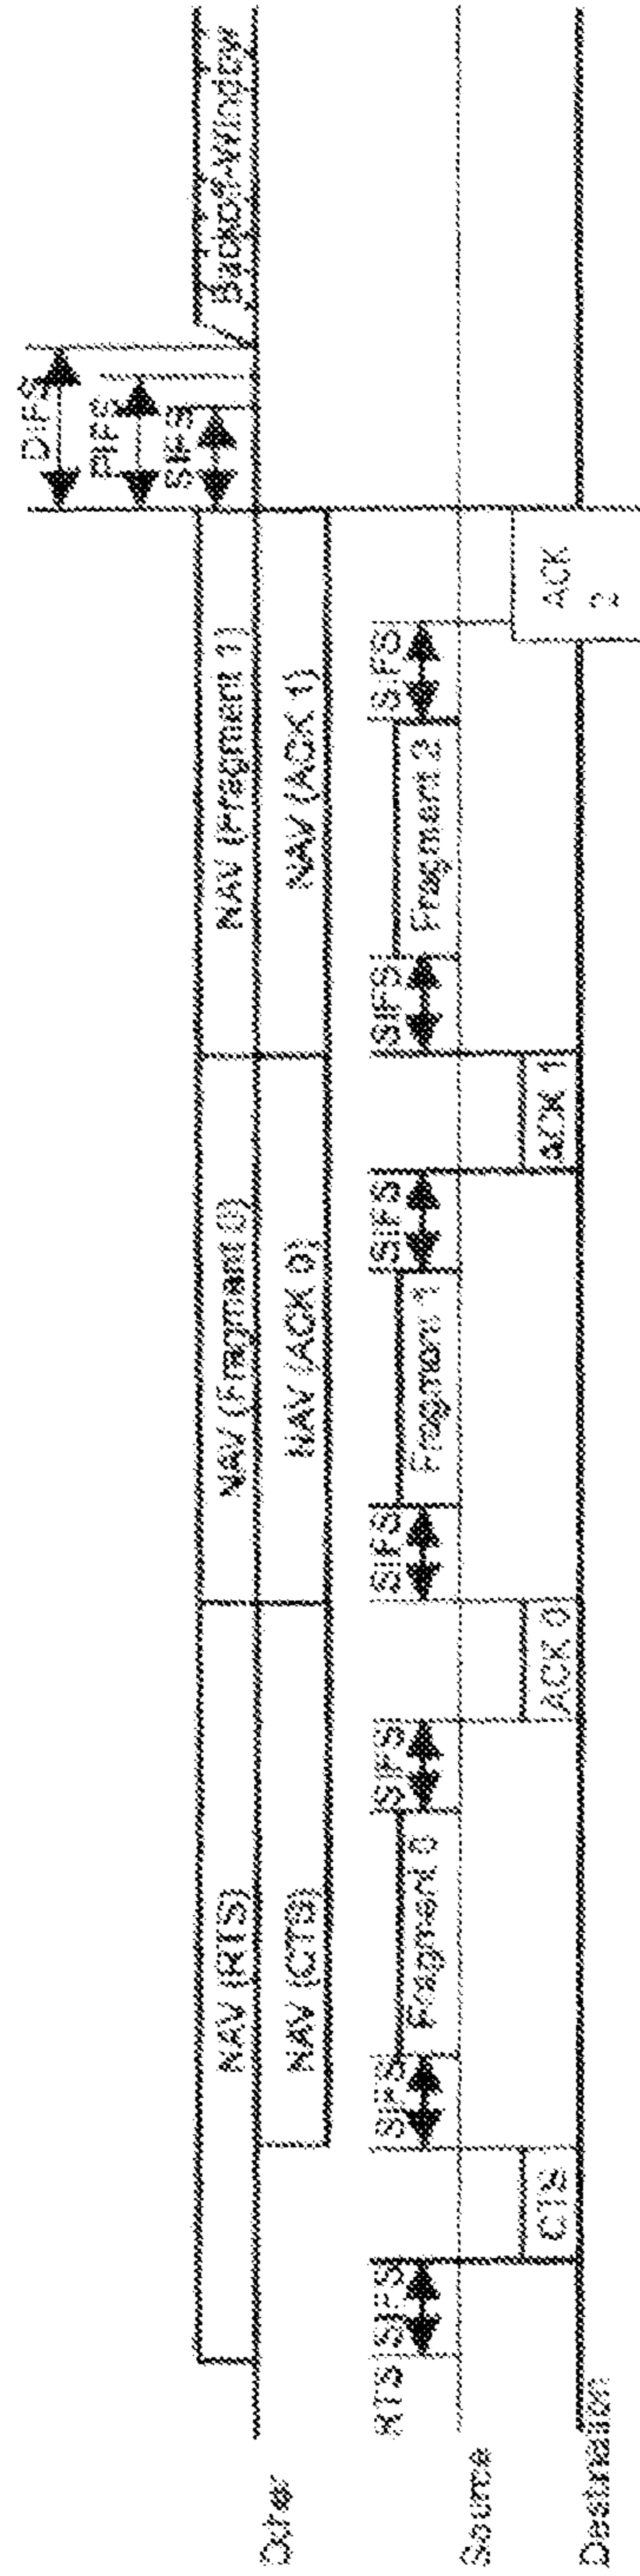 DIFS
PIFS
SIFS
Backoff-Window
NAV (RTS)
NAV (Fragment 0)
NAV (Fragment 1)
NAV (CTS)
NAV (ACK 0)
NAV (ACK 1)
Other
RTS
SIFS
SIFS
Fragment 0
SIFS
SIFS
Fragment 1
SIFS
SIFS
Fragment 2
SIFS
Source
CTS
ACK 0
ACK 1
ACK
2
Destination